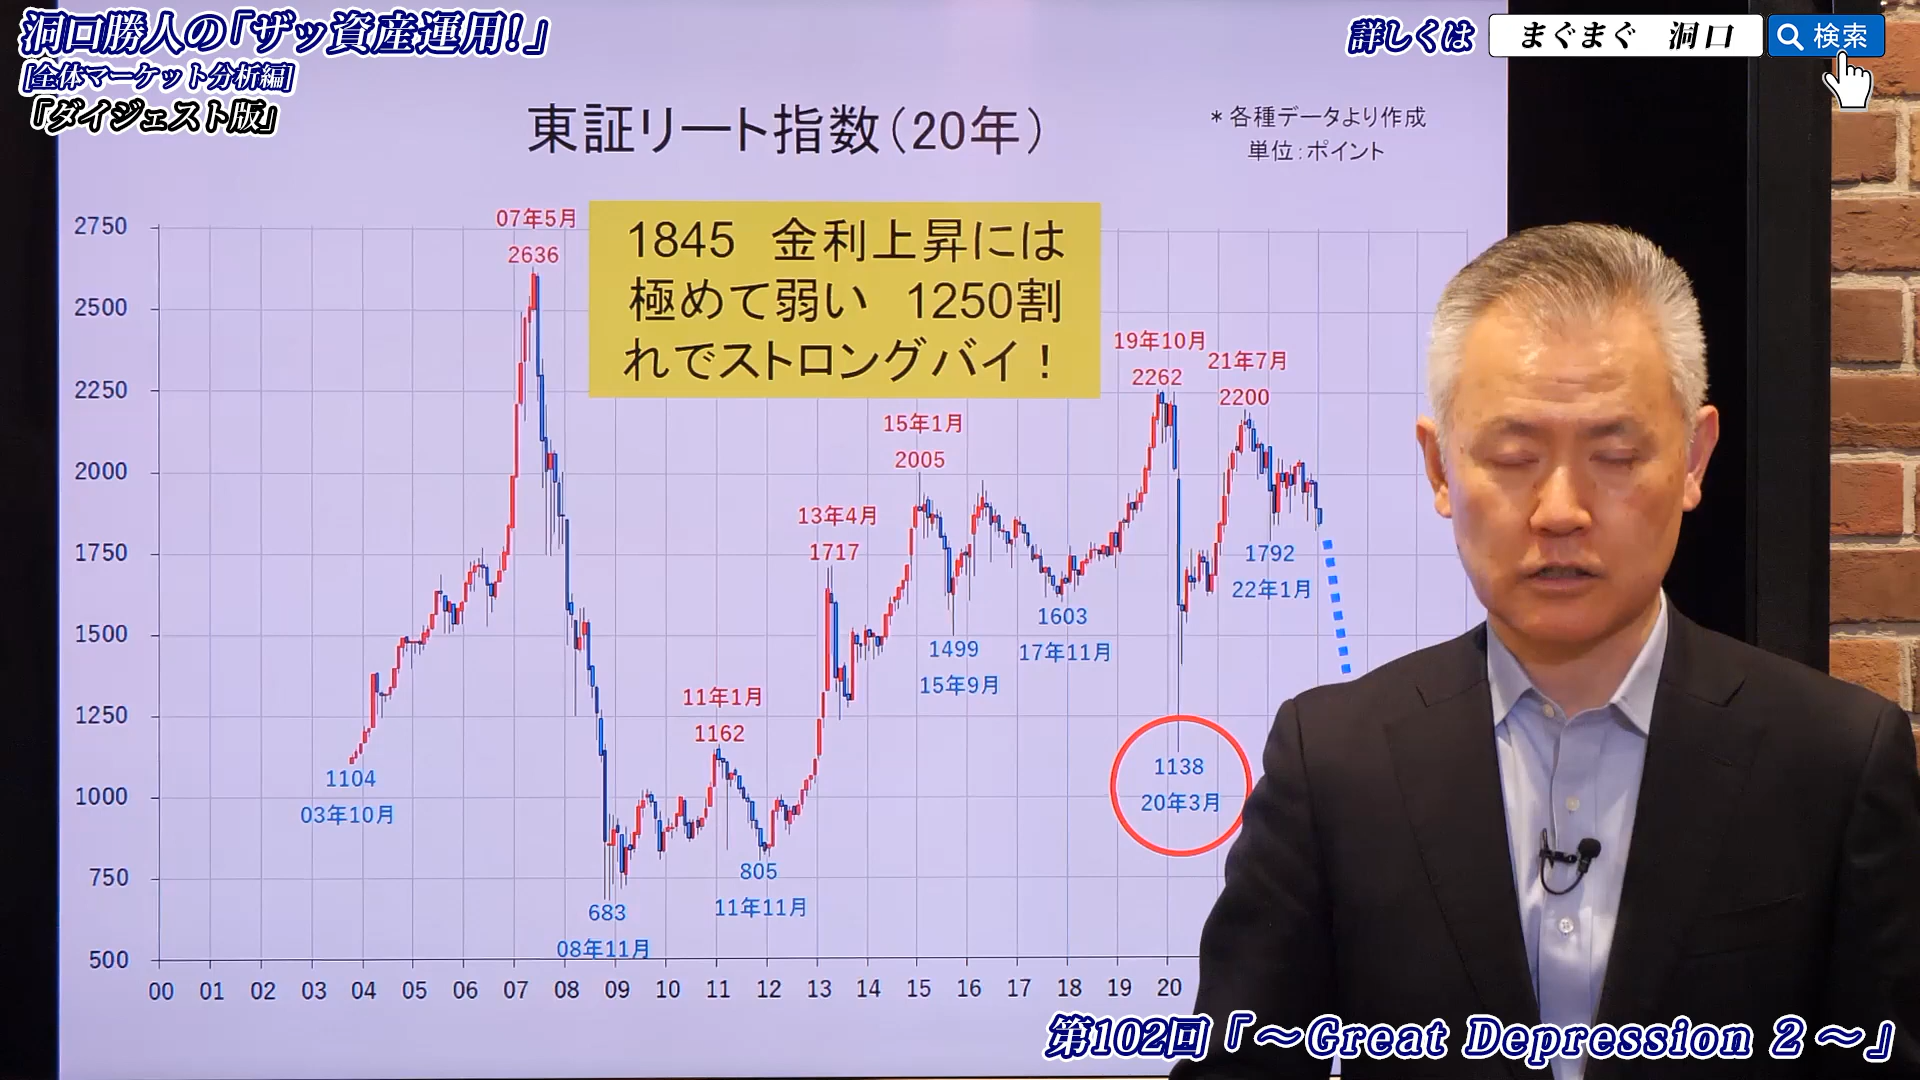 洞口勝人の「ザッ資産運用!」
[全体マーケット分析編]
「ダイジェスト版」
詳しくは
まぐまぐ 洞口
検索
東証リート指数(20年)
*各種データより作成
単位:ポイント
1845 金利上昇には
極めて弱い 1250割
れでストロングバイ!
2750
2500
2250
2000
1750
1500
1250
1000
750
500
07年5月
2636
19年10月
2262
21年7月
2200
15年1月
2005
13年4月
1717
1792
22年1月
1603
17年11月
1499
15年9月
11年1月
1162
1138
20年3月
1104
03年10月
805
11年11月
683
08年11月
00 01 02 03 04 05 06 07 08 09 10 11 12 13 14 15 16 17 18 19 20
第102回「~Great Depression 2~」